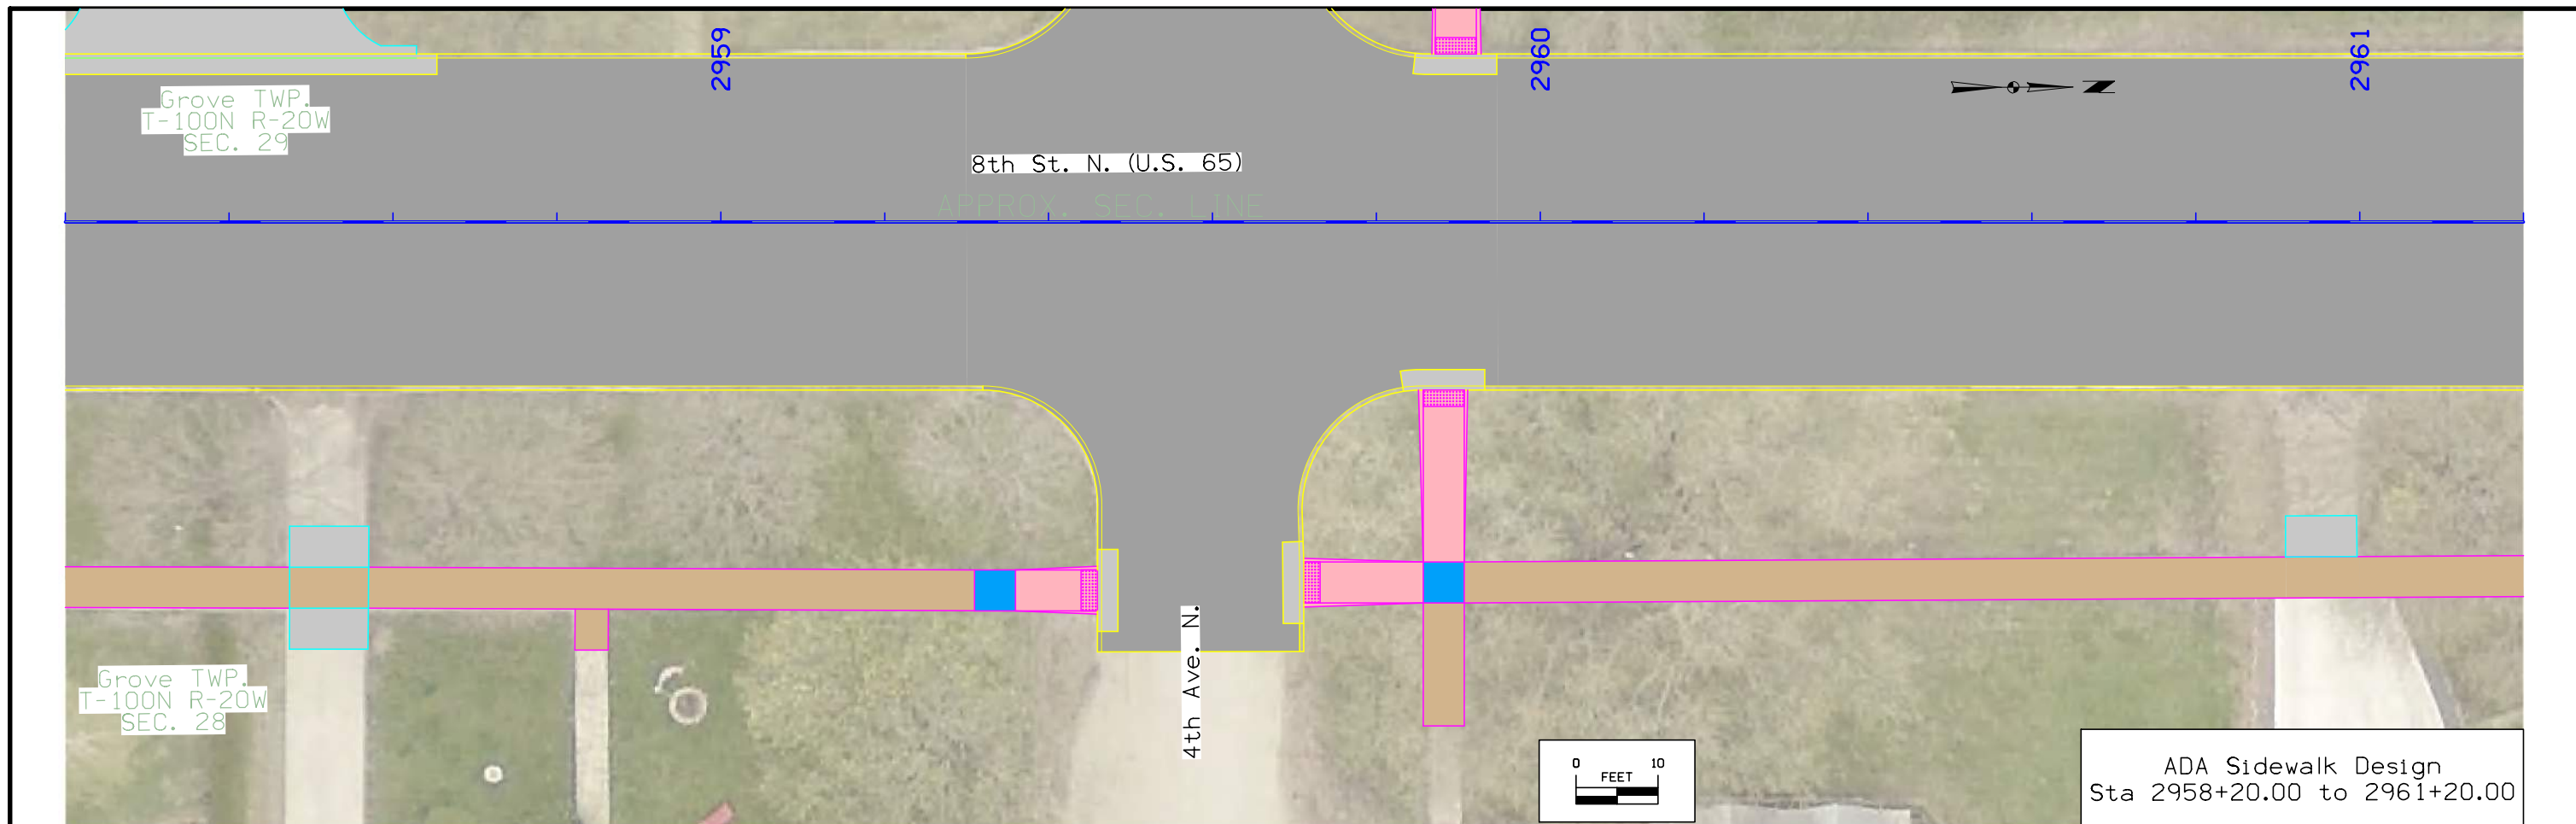 2959
2960
2961
Grove TWP.
T-100N R-20W
SEC. 29
N
8th St. N. (U.S. 65)
APPROX. SEC. LINE
Grove TWP.
T-100N R-20W
SEC. 28
4th Ave. N.
0 10
FEET
ADA Sidewalk Design
Sta 2958+20.00 to 2961+20.00